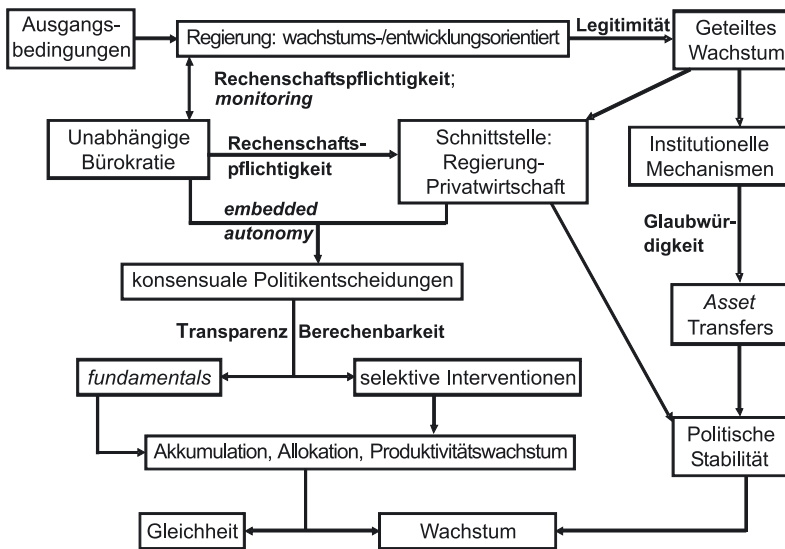 Ausgangs-
bedingungen
Regierung: wachstums-/entwicklungsorientiert
Legitimität
Geteiltes
Wachstum
Rechenschaftspflichtigkeit;
monitoring
Unabhängige
Bürokratie
Rechenschafts-
pflichtigkeit
Schnittstelle:
Regierung-
Privatwirtschaft
Institutionelle
Mechanismen
embedded
autonomy
Glaubwür-
digkeit
konsensuale Politikentscheidungen
Asset
Transfers
Transparenz
Berechenbarkeit
fundamentals
selektive Interventionen
Akkumulation, Allokation, Produktivitätswachstum
Politische
Stabilität
Gleichheit
Wachstum